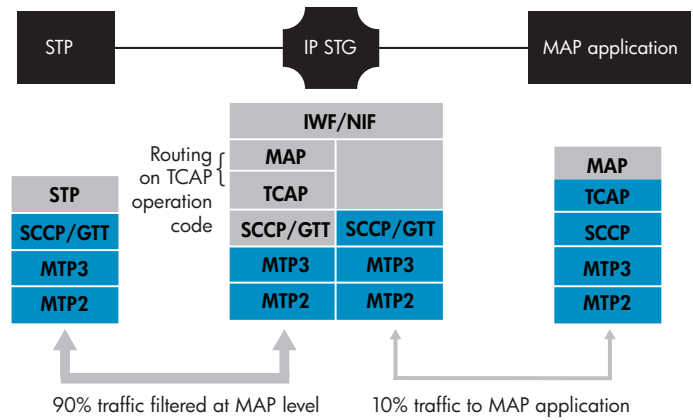 STP
IP STG
MAP application
IWF/NIF
Routing
on TCAP
operation
code
MAP
TCAP
SCCP/GTT
SCCP/GTT
MTP3
MTP3
MTP2
MTP2
STP
SCCP/GTT
MTP3
MTP2
MAP
TCAP
SCCP
MTP3
MTP2
90% traffic filtered at MAP level
10% traffic to MAP application